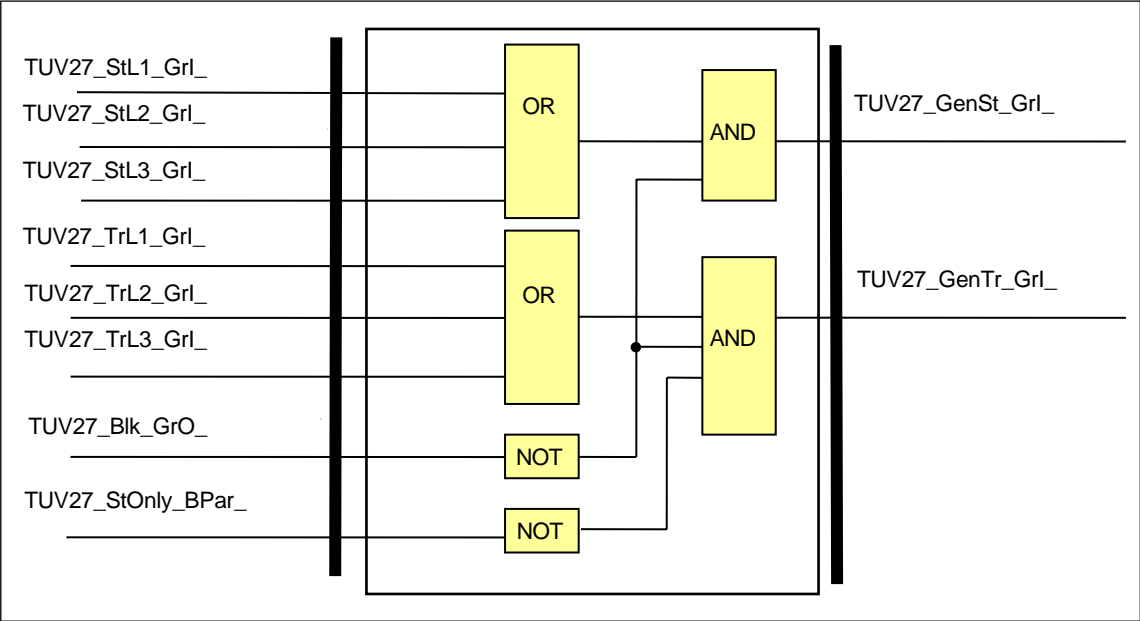 TUV27_StL1_GrI_
TUV27_StL2_GrI_
TUV27_StL3_GrI_
TUV27_TrL1_GrI_
TUV27_TrL2_GrI_
TUV27_TrL3_GrI_
TUV27_Blk_GrO_
TUV27_StOnly_BPar_
OR
OR
NOT
NOT
AND
AND
TUV27_GenSt_GrI_
TUV27_GenTr_GrI_